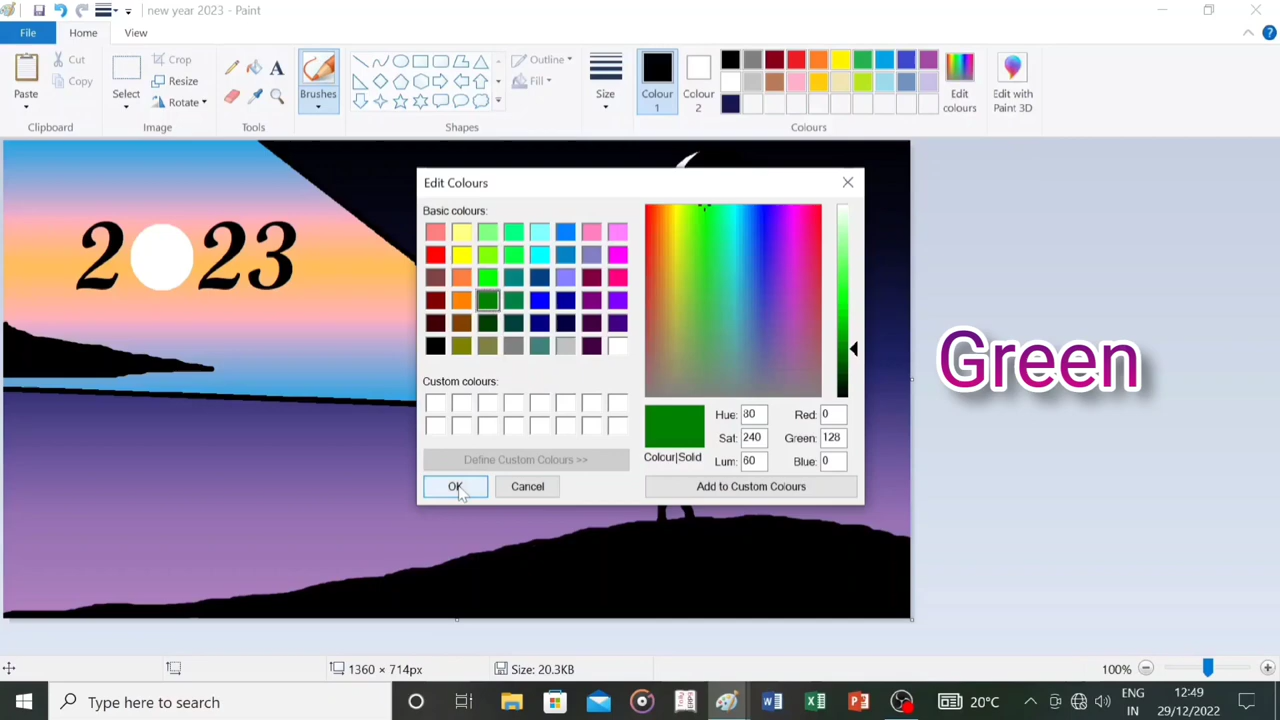 new year 2023 - Paint
File
Home
View
Paste
Cut
Copy
Clipboard
Select
Crop
Resize
Rotate
Image
Tools
Brushes
Outline
Fill
Shapes
Size
Colour
1
Colour
2
Edit
colours
Edit with
Paint 3D
Colours
2023
Edit Colours
Basic colours:
Custom colours:
Define Custom Colours >>
OK
Cancel
Hue: 80
Sat: 240
Lum: 60
Red: 0
Green: 128
Blue: 0
Colour|Solid
Add to Custom Colours
Green
1360 × 714px
Size: 20.3KB
100%
Type here to search
20°C
ENG
IN
12:49
29/12/2022